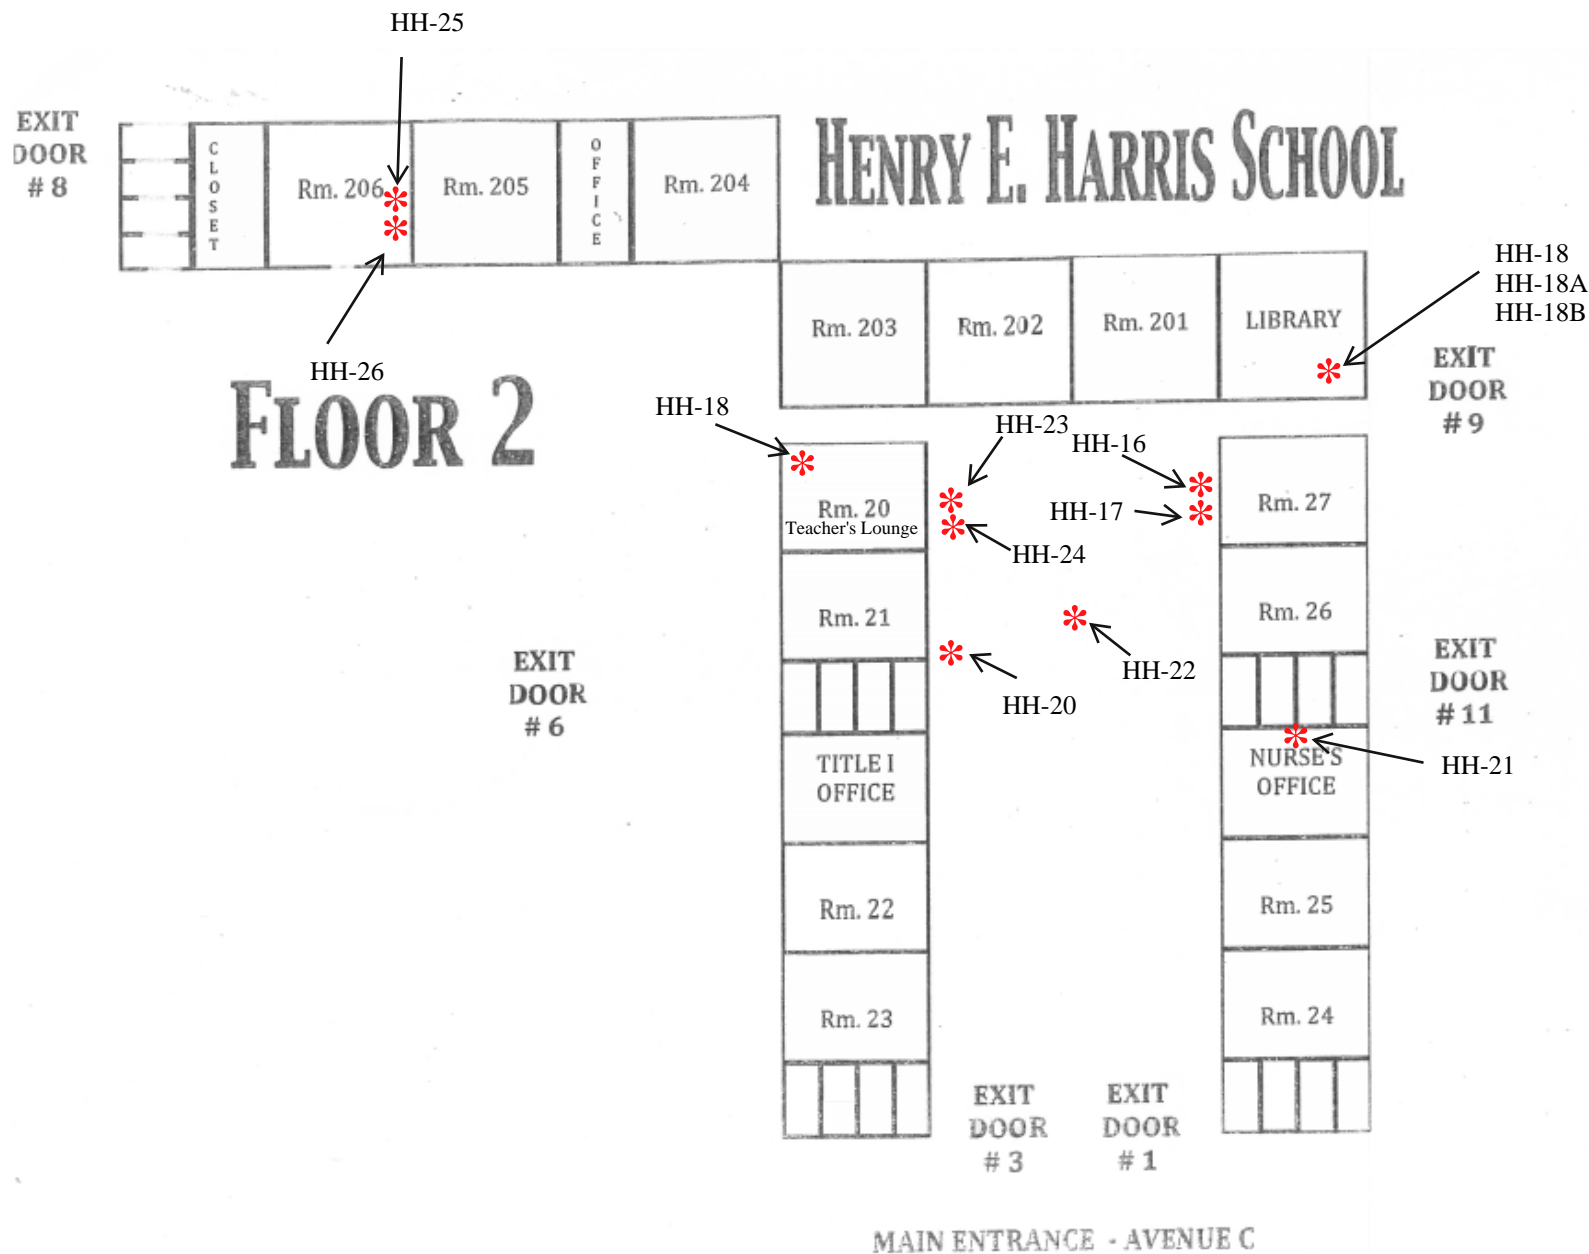 HH-25
EXIT
DOOR
# 8
CLOSET
Rm. 206
Rm. 205
OFFICE
Rm. 204
HENRY E. HARRIS SCHOOL
HH-26
FLOOR 2
Rm. 203
Rm. 202
Rm. 201
LIBRARY
HH-18
HH-18A
HH-18B
EXIT
DOOR
# 9
HH-18
HH-23
HH-16
HH-17
HH-24
Rm. 20
Teacher's Lounge
Rm. 27
Rm. 21
Rm. 26
HH-22
HH-20
EXIT
DOOR
# 6
EXIT
DOOR
# 11
HH-21
TITLE I
OFFICE
NURSE'S
OFFICE
Rm. 22
Rm. 25
Rm. 23
Rm. 24
EXIT
DOOR
# 3
EXIT
DOOR
# 1
MAIN ENTRANCE - AVENUE C